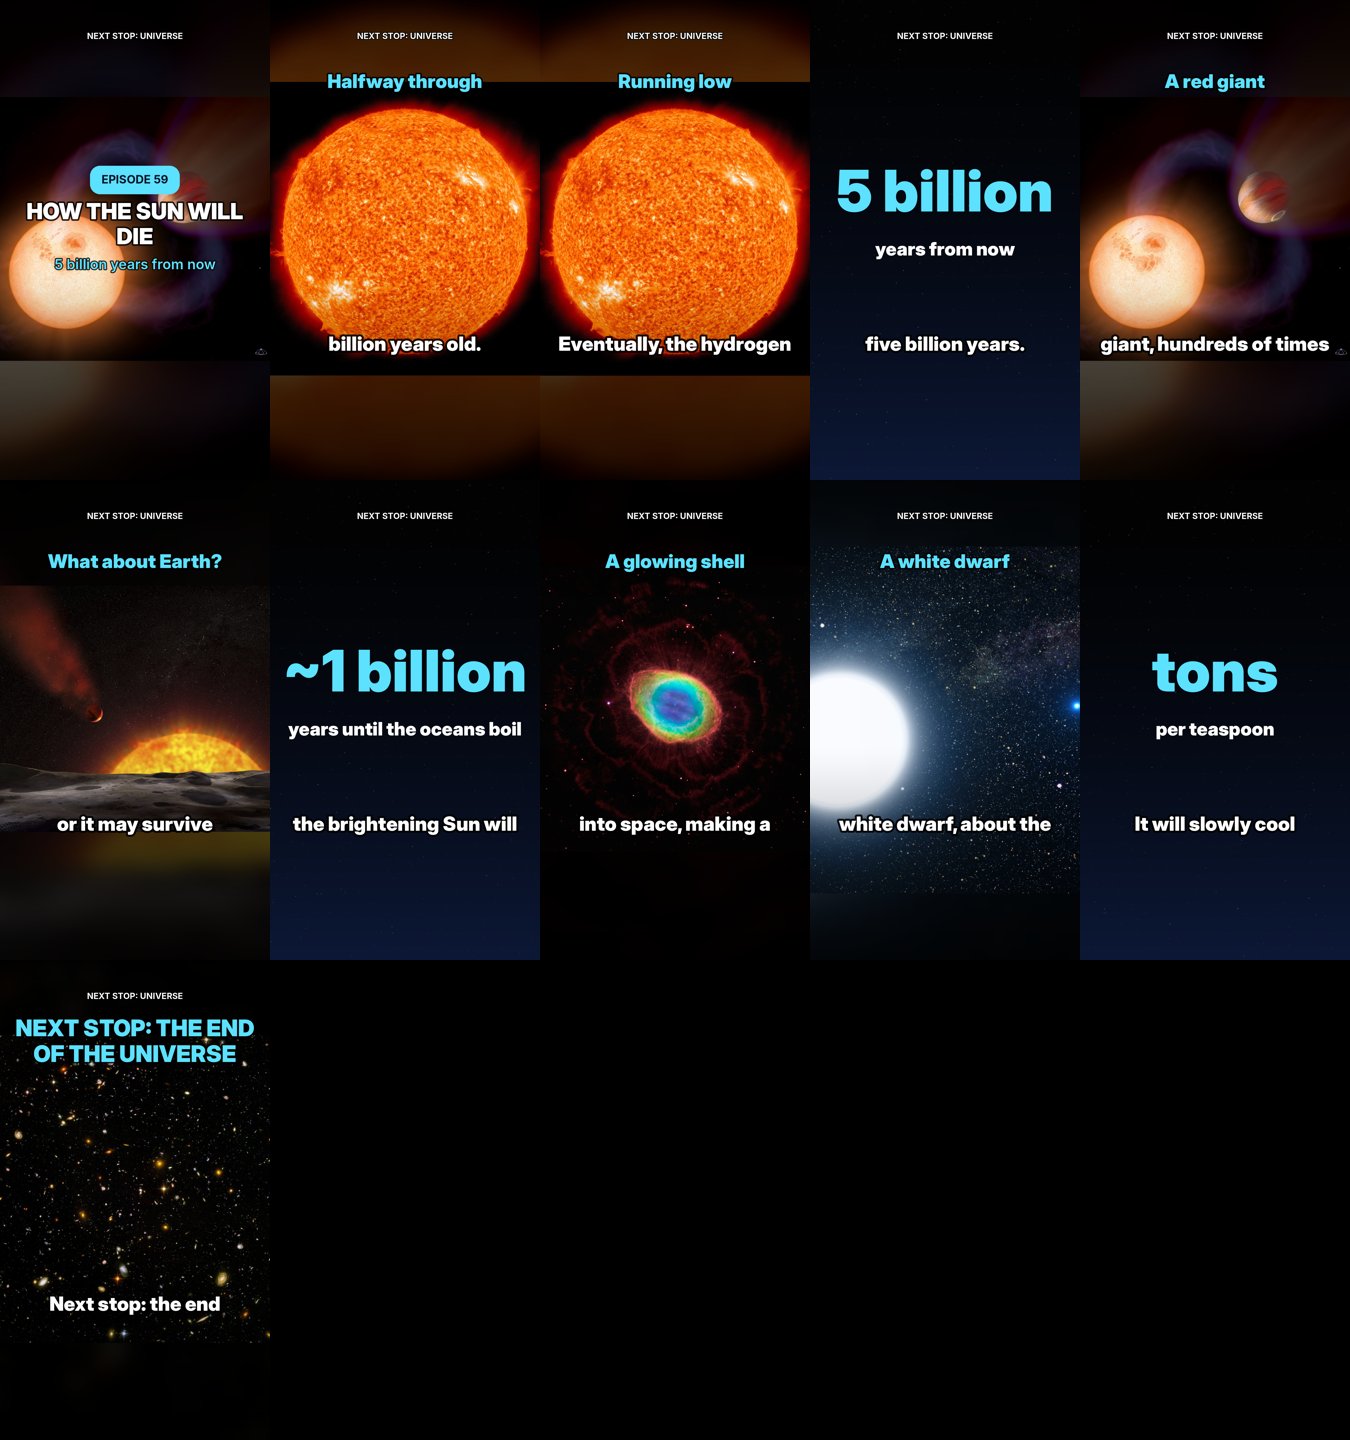 NEXT STOP: UNIVERSE
EPISODE 59
HOW THE SUN WILL
DIE
5 billion years from now
NEXT STOP: UNIVERSE
Halfway through
billion years old.
NEXT STOP: UNIVERSE
Running low
Eventually, the hydrogen
NEXT STOP: UNIVERSE
5 billion
years from now
five billion years.
NEXT STOP: UNIVERSE
A red giant
giant, hundreds of times
NEXT STOP: UNIVERSE
What about Earth?
or it may survive
NEXT STOP: UNIVERSE
~1 billion
years until the oceans boil
the brightening Sun will
NEXT STOP: UNIVERSE
A glowing shell
into space, making a
NEXT STOP: UNIVERSE
A white dwarf
white dwarf, about the
NEXT STOP: UNIVERSE
tons
per teaspoon
It will slowly cool
NEXT STOP: UNIVERSE
NEXT STOP: THE END
OF THE UNIVERSE
Next stop: the end